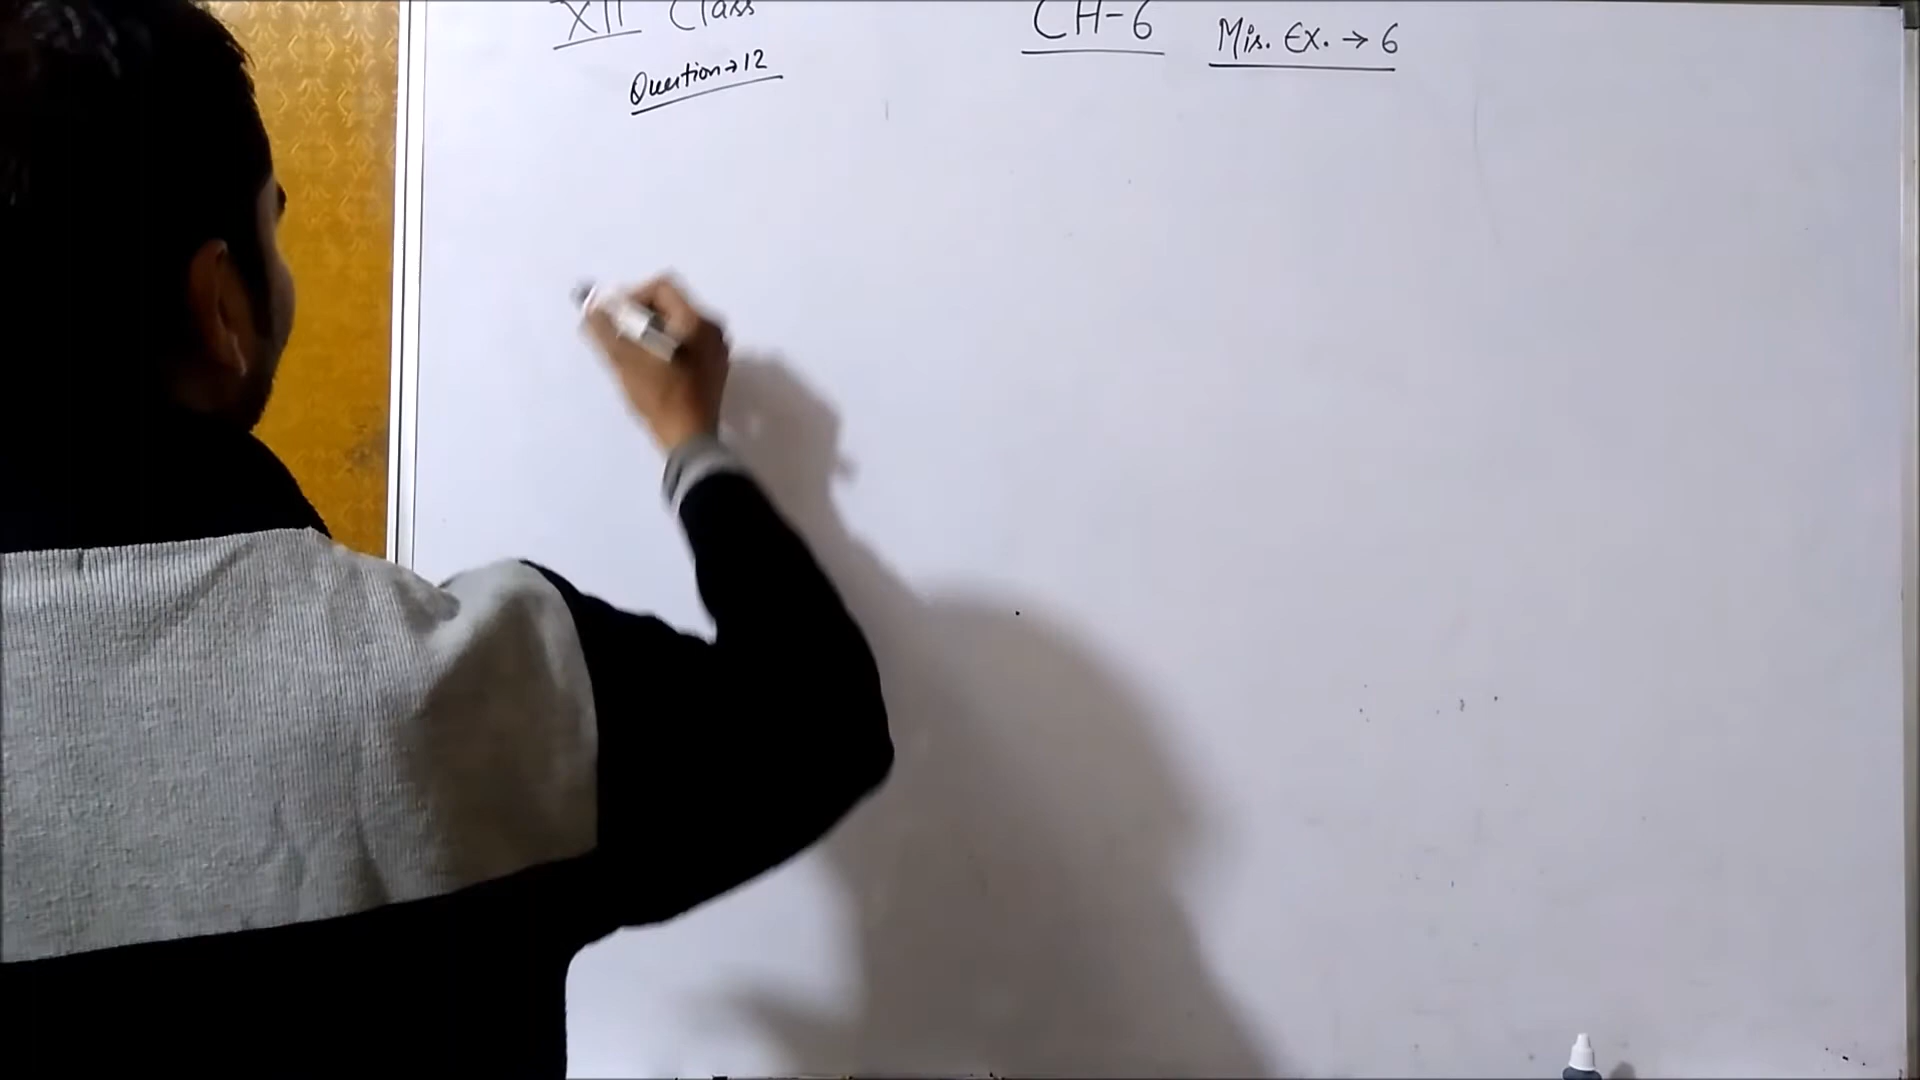 XII Class CH-6 Mis. Ex. → 6
Question → 12